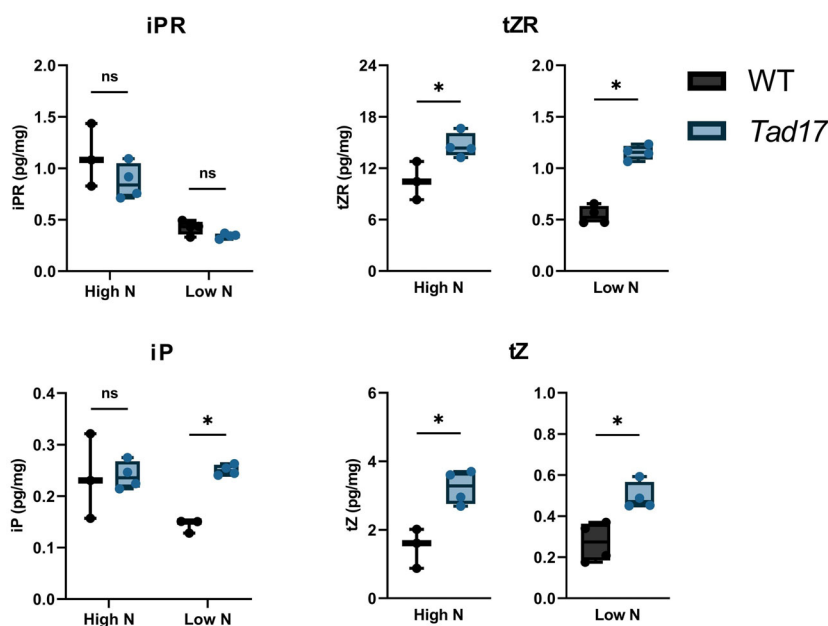 iPR
tZR
WT
Tad17
iPR (pg/mg)
2.0
1.5
1.0
0.5
0.0
ns
ns
High N
Low N
tZR (pg/mg)
24
18
12
6
0
*
High N
2.0
1.5
1.0
0.5
0.0
*
Low N
iP
tZ
iP (pg/mg)
0.4
0.3
0.2
0.1
0.0
ns
*
High N
Low N
tZ (pg/mg)
6
4
2
0
*
High N
1.0
0.8
0.6
0.4
0.2
0.0
*
Low N